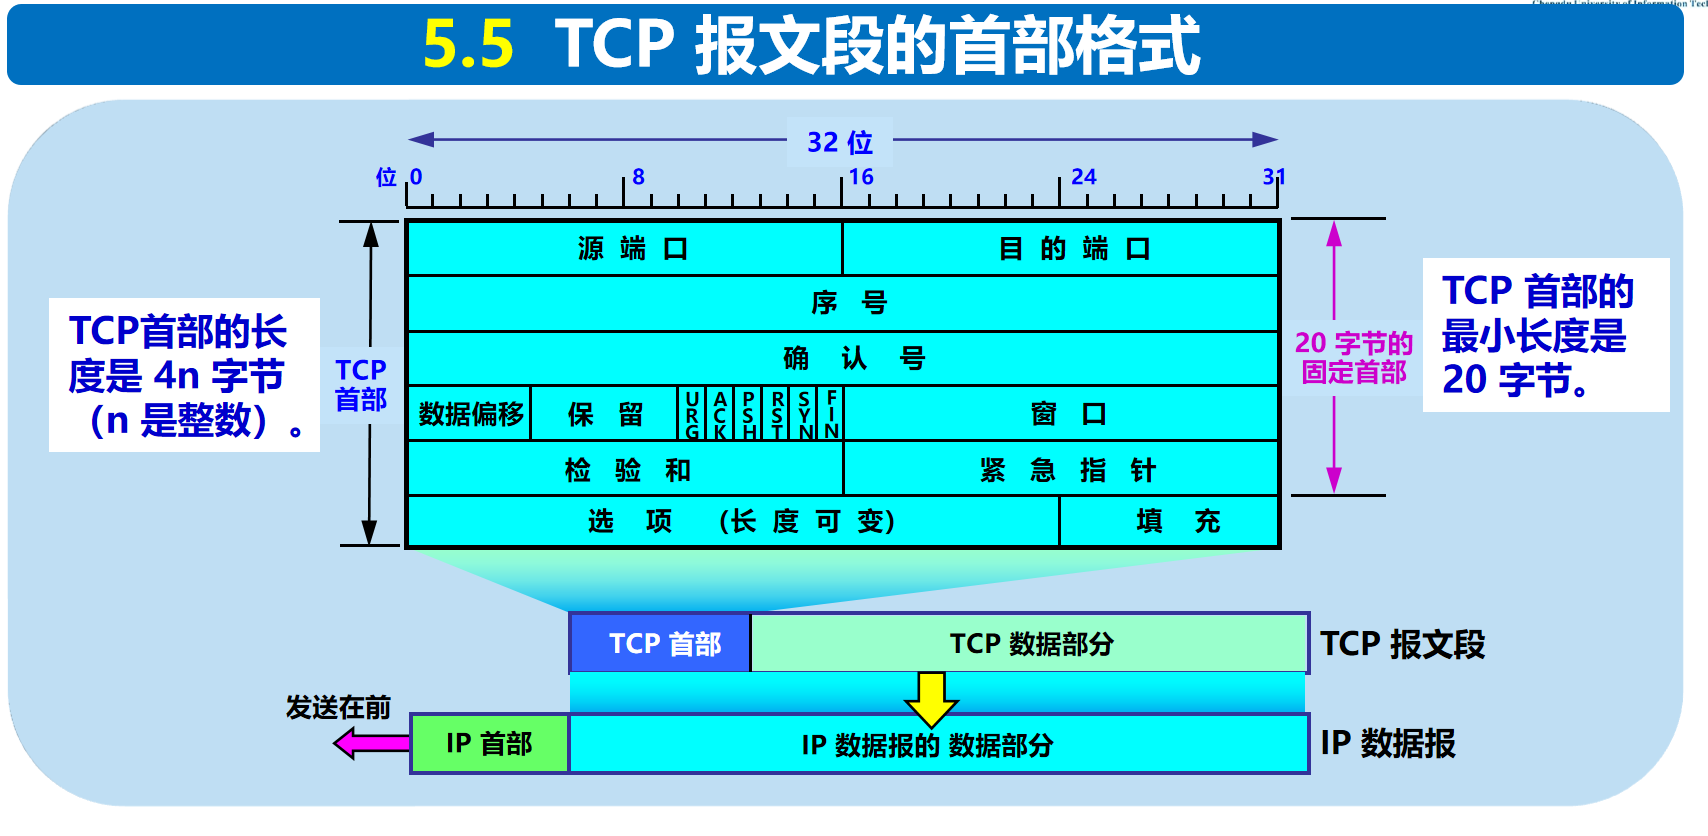 Chengdu University of Information Tech
5.5 TCP 报文段的首部格式
32 位
位 0 8 16 24 31
源 端 口 目 的 端 口
序 号
确 认 号
数据偏移 保 留 URG ACK PSH RST SYN FIN 窗 口
检 验 和 紧 急 指 针
选 项 (长 度 可 变) 填 充
TCP首部的长
度是 4n 字节
(n 是整数)。
TCP
首部
20 字节的
固定首部
TCP 首部的
最小长度是
20 字节。
TCP 首部 TCP 数据部分 TCP 报文段
发送在前
IP 首部 IP 数据报的 数据部分 IP 数据报